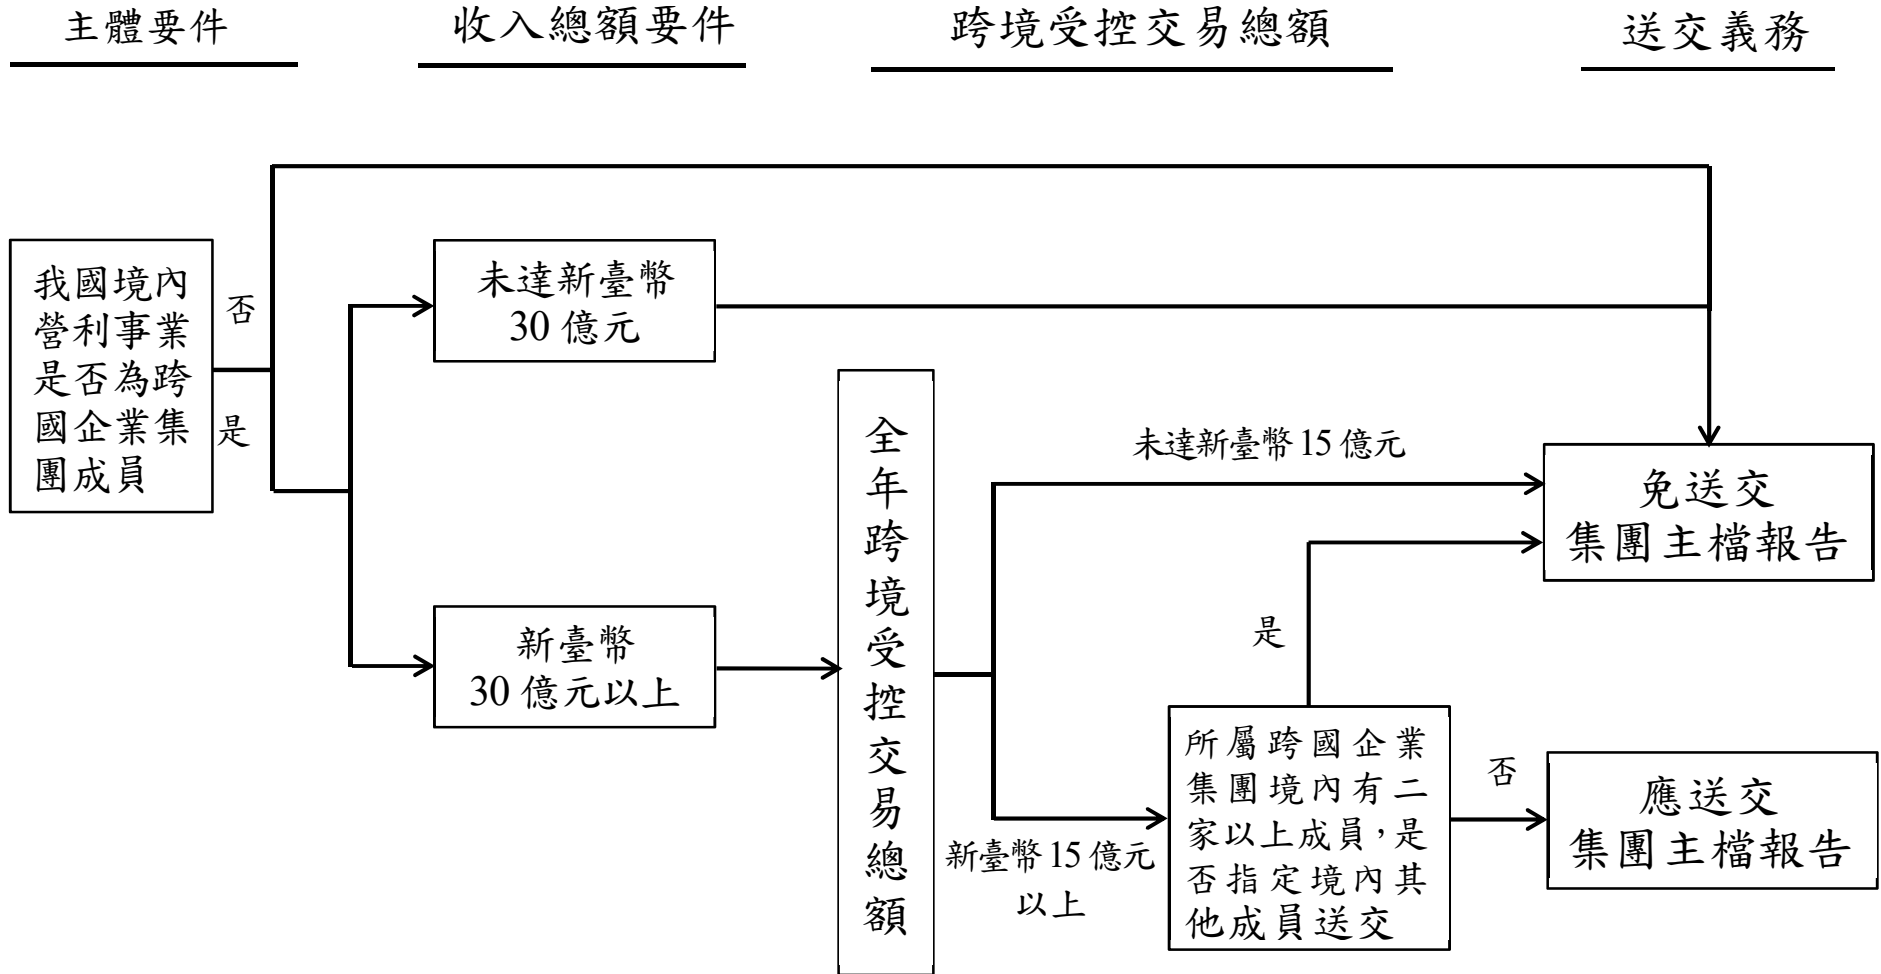 主體要件
收入總額要件
跨境受控交易總額
送交義務
我國境內
營利事業
是否為跨
國企業集
團成員
否
是
未達新臺幣
30 億元
新臺幣
30 億元以上
全
年
跨
境
受
控
交
易
總
額
未達新臺幣 15 億元
新臺幣 15 億元
以上
是
所屬跨國企業
集團境內有二
家以上成員，是
否指定境內其
他成員送交
否
免送交
集團主檔報告
應送交
集團主檔報告